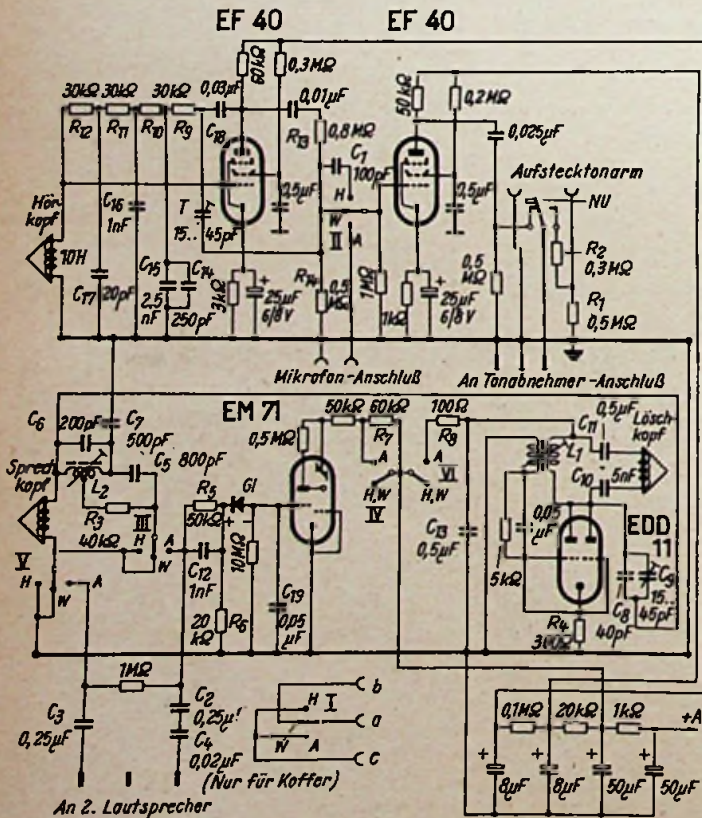 EF 40 EF 40
60kΩ 0,3MΩ 50kΩ 0,2MΩ
30kΩ 30kΩ 30kΩ 0,03µF 0,01µF
R12 R11 R10 R9 C18 R13 0,8MΩ 0,025µF
C1 100pF
Aufstecktonarm
Hör-
kopf
10H
C16
1nF
T
15..45pF
0,5µF
H
W
II
A
0,5µF
NU
R2
0,3MΩ
C17
20pF
C15
2,5
nF
C14
250pF
3kΩ
25µF
6/8V
R14
0,5
MΩ
1MΩ
1kΩ
25µF
6/8V
0,5
MΩ
R1
0,5MΩ
Mikrofon-Anschluß An Tonabnehmer-Anschluß
C6
200pF
C7
500pF
EM 71
50kΩ 60kΩ 100Ω
R7 R8
C11
0,5µF
Lösch
kopf
Sprech
kopf
L2
C5
800pF
0,5MΩ
A
H,W
IV
A
VI
H,W
L1
C10
5nF
R3
40kΩ
III
H
W
A
R5
50kΩ
Gl
+ -
C13
0,5µF
0,05
µF
EDD
11
V
H
W
A
C12
1nF
10MΩ
5kΩ
C9
15..
45pF
20
kΩ
R6
C19
0,05
µF
R4
300Ω
C8
40pF
1MΩ
C3
0,25µF
C2
0,25µF
C4
0,02µF
H I
W A
b
a
c
(Nur für Koffer)
0,1MΩ 20kΩ 1kΩ +A
+ + + +
8µF 8µF 50µF 50µF
An 2. Lautsprecher